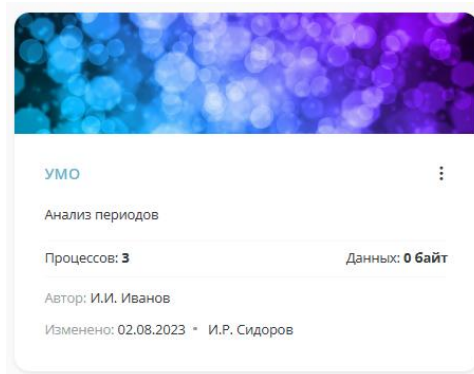 УМО
Анализ периодов
Процессов: 3 Данных: 0 байт
Автор: И.И. Иванов
Изменено: 02.08.2023 • И.Р. Сидоров